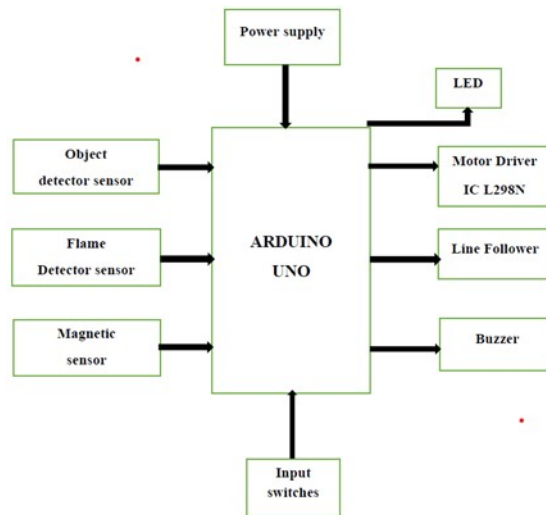 Power supply
LED
Object
detector sensor
Motor Driver
IC L298N
Flame
Detector sensor
ARDUINO
UNO
Line Follower
Magnetic
sensor
Buzzer
Input
switches